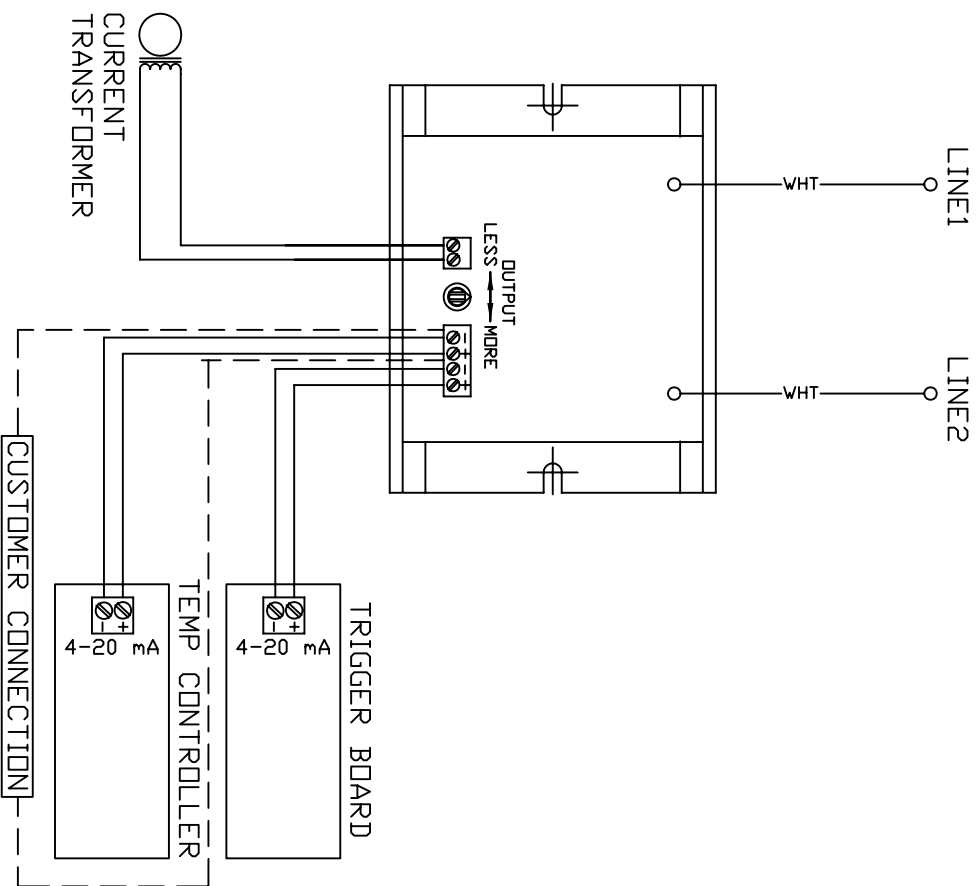 LINE1
LINE2
WHT
WHT
OUTPUT
LESS
MORE
-
+
-
+
CURRENT
TRANSFORMER
TRIGGER BOARD
-
+
4-20 mA
TEMP CONTROLLER
-
+
4-20 mA
CUSTOMER CONNECTION